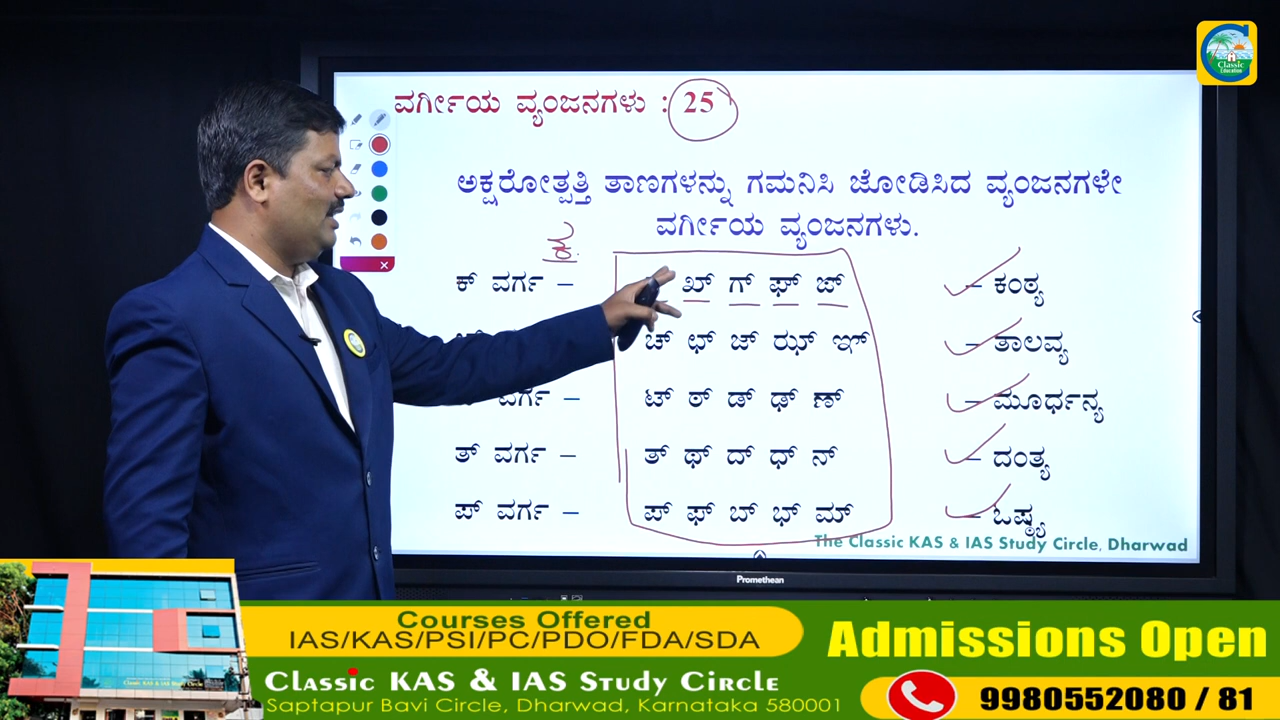 Classic
Education
ವರ್ಗೀಯ ವ್ಯಂಜನಗಳು : 25
ಅಕ್ಷರೋತ್ಪತ್ತಿ ತಾಣಗಳನ್ನು ಗಮನಿಸಿ ಜೋಡಿಸಿದ ವ್ಯಂಜನಗಳೇ
ವರ್ಗೀಯ ವ್ಯಂಜನಗಳು.
ಕ್
ಕ್ ವರ್ಗ – ಖ್ ಗ್ ಘ್ ಙ್ – ಕಂಠ್ಯ
ಚ್ ಛ್ ಜ್ ಝ್ ಞ್ – ತಾಲವ್ಯ
ವರ್ಗ – ಟ್ ಠ್ ಡ್ ಢ್ ಣ್ – ಮೂರ್ಧನ್ಯ
ತ್ ವರ್ಗ – ತ್ ಥ್ ದ್ ಧ್ ನ್ – ದಂತ್ಯ
ಪ್ ವರ್ಗ – ಪ್ ಫ್ ಬ್ ಭ್ ಮ್ – ಓಷ್ಠ್ಯ
The Classic KAS & IAS Study Circle, Dharwad
Promethean
Courses Offered
IAS/KAS/PSI/PC/PDO/FDA/SDA
Classic KAS & IAS Study Circle
Saptapur Bavi Circle, Dharwad, Karnataka 580001
Admissions Open
9980552080 / 81